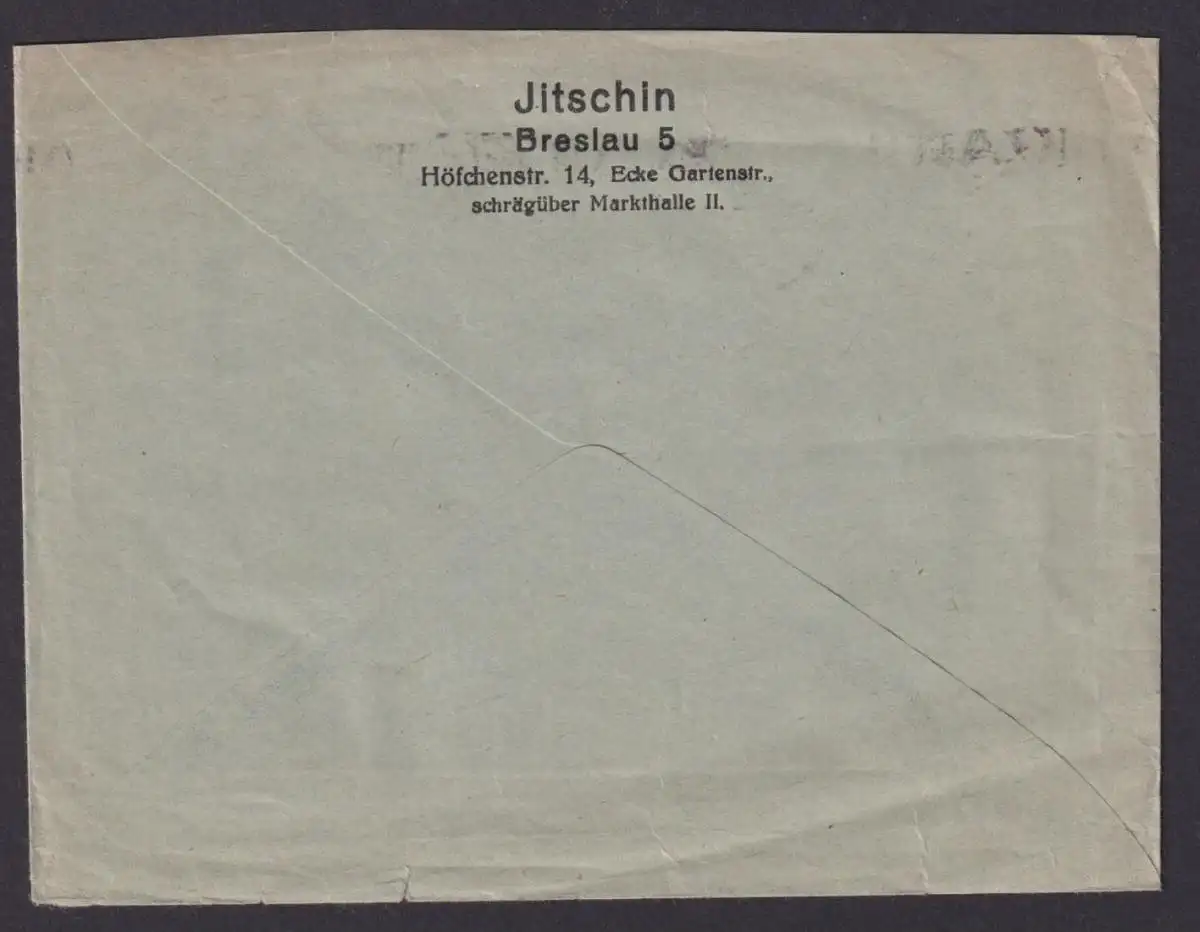 Jitschin
Breslau 5
Höfchenstr. 14, Ecke Gartenstr.,
schrägüber Markthalle II.